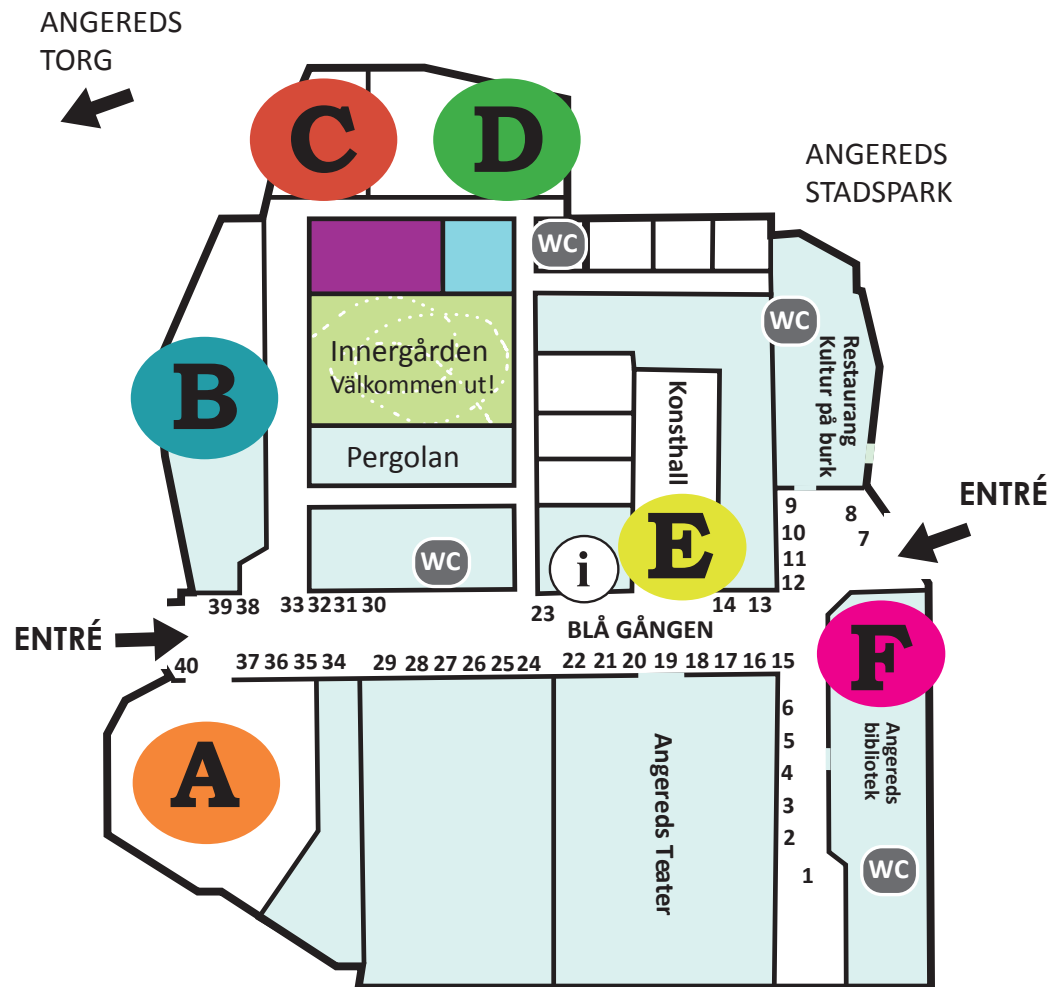 ANGEREDS
TORG
C
D
ANGEREDS
STADSPARK
WC
WC
Restaurang
Kultur på burk
Innergården
Välkommen ut!
B
Pergolan
Konsthall
ENTRÉ
9
8
10
7
11
12
E
i
WC
39 38
33 32 31 30
23
14 13
BLÅ GÅNGEN
ENTRÉ
40
37 36 35 34
29 28 27 26 25 24
22 21 20 19 18 17 16 15
F
6
5
4
3
2
1
A
Angereds Teater
Angereds
bibliotek
WC